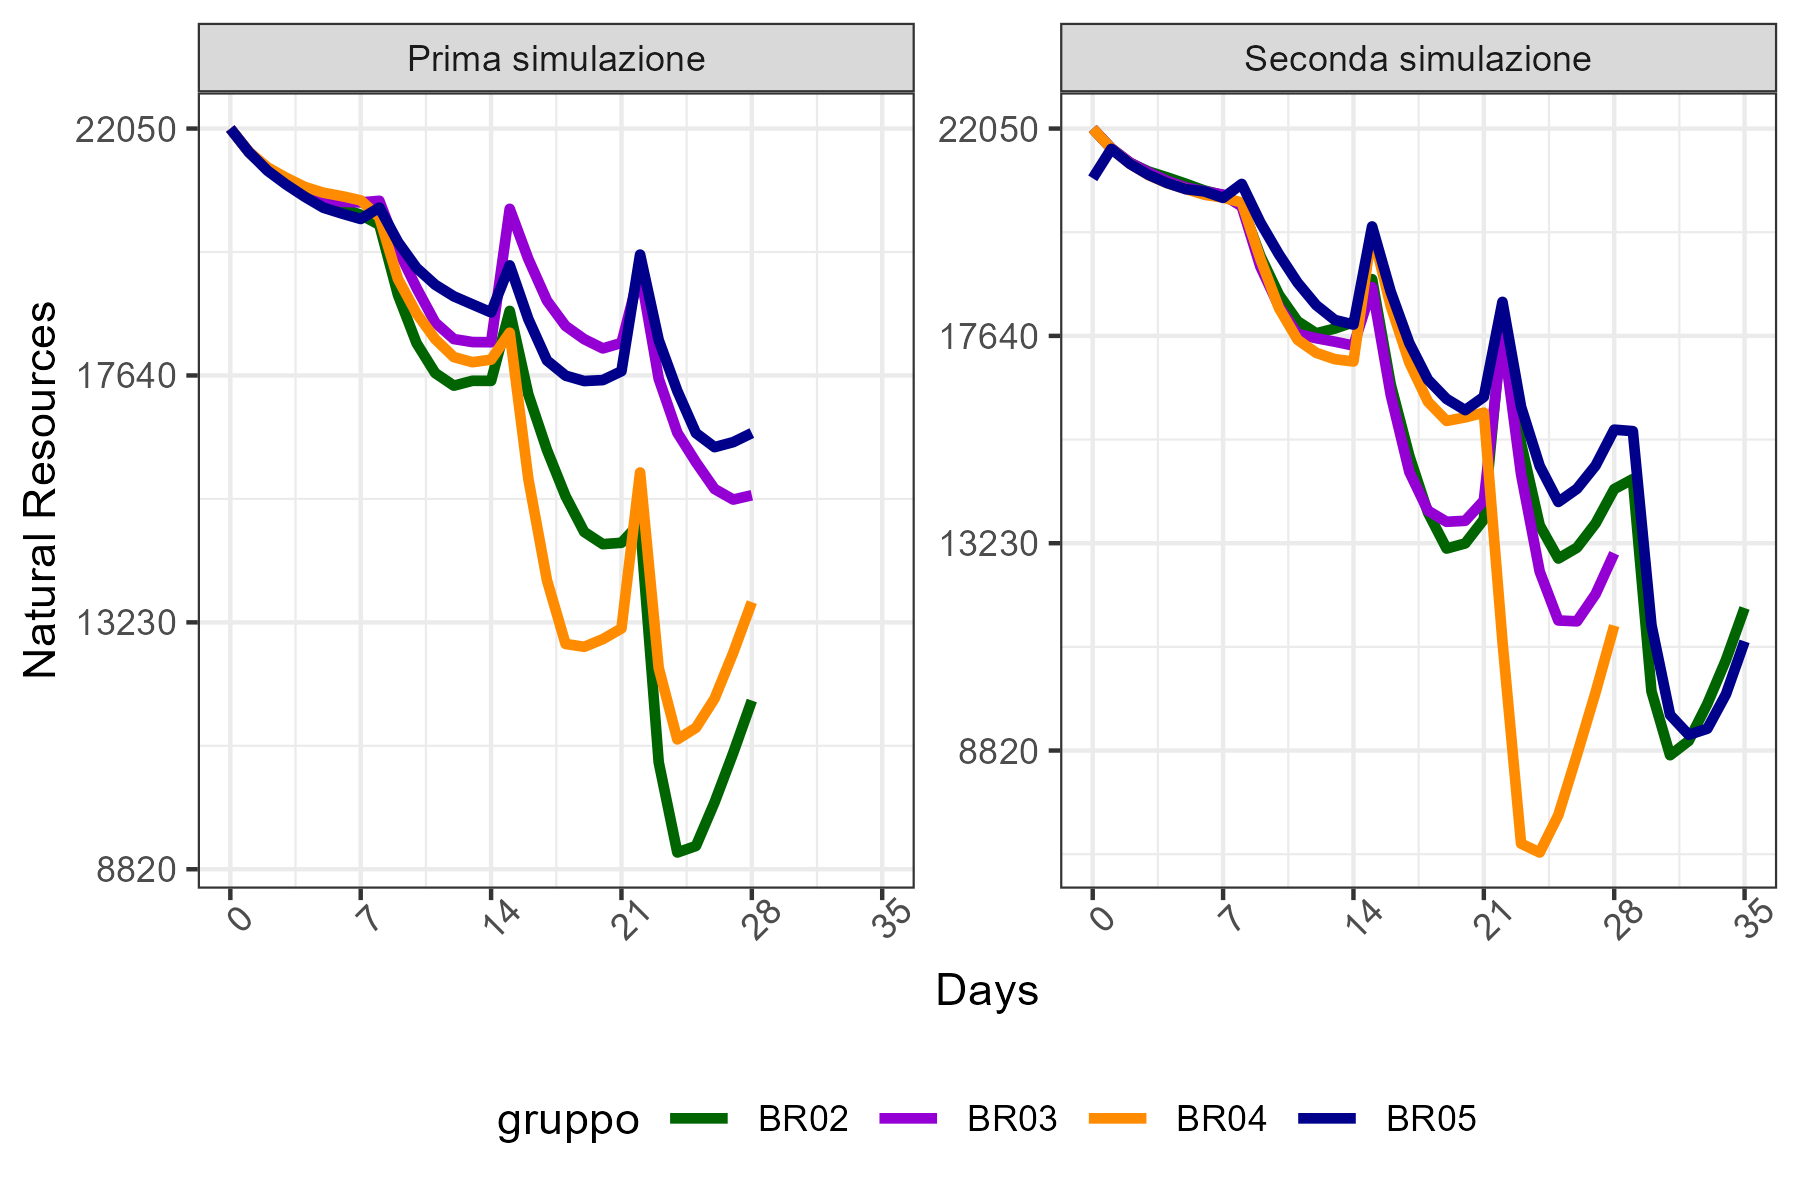 Prima simulazione
Seconda simulazione
Natural Resources
22050
17640
13230
8820
22050
17640
13230
8820
0 7 14 21 28 35
0 7 14 21 28 35
Days
gruppo BR02 BR03 BR04 BR05